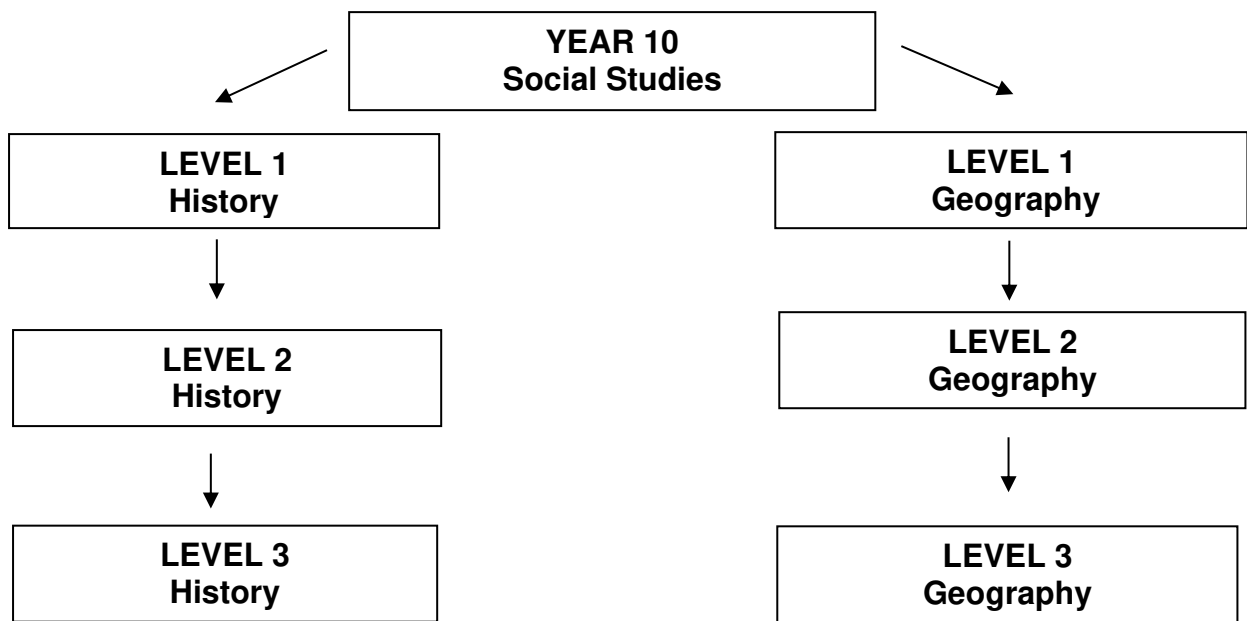 YEAR 10
Social Studies
LEVEL 1
History
LEVEL 1
Geography
LEVEL 2
History
LEVEL 2
Geography
LEVEL 3
History
LEVEL 3
Geography